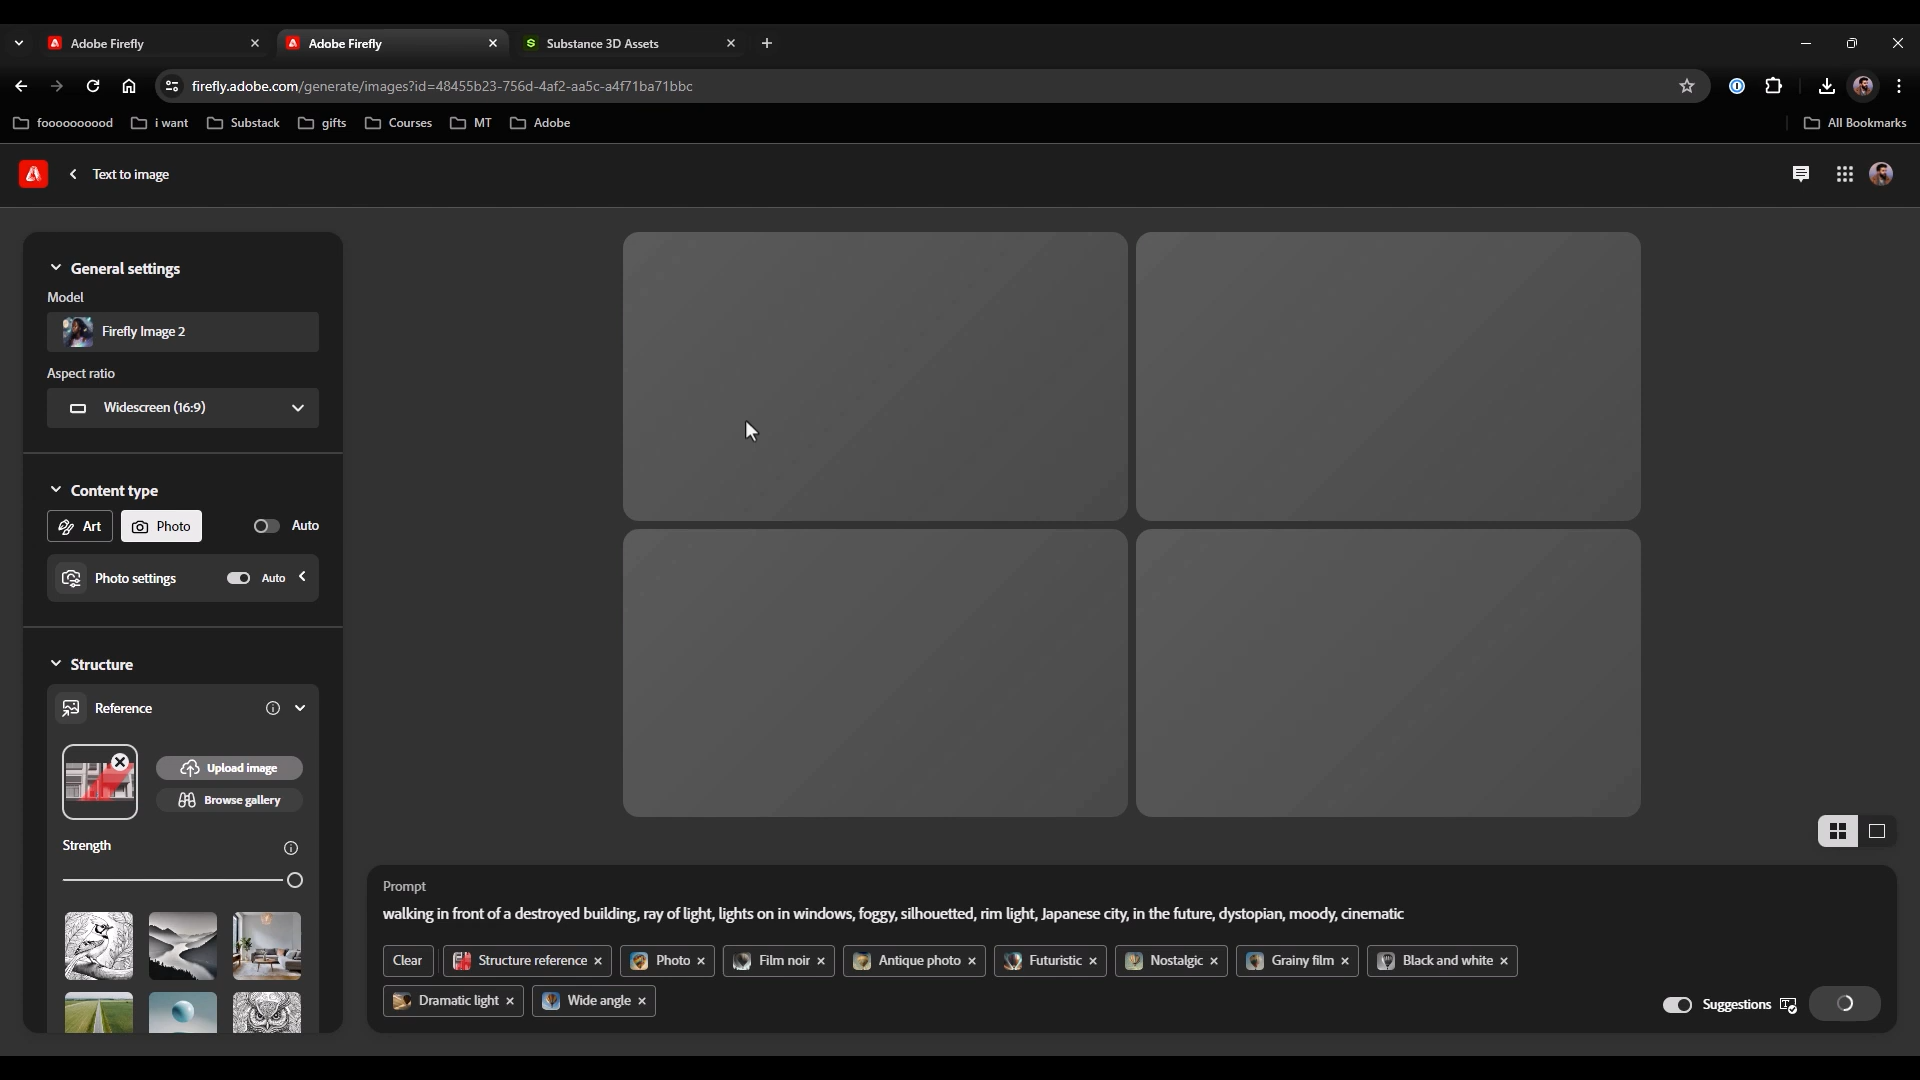 Adobe Firefly
Adobe Firefly
Substance 3D Assets
firefly.adobe.com/generate/images?id=48455b23-756d-4af2-aa5c-a4f71ba71bbc
fooooooood
i want
Substack
gifts
Courses
MT
Adobe
All Bookmarks
Text to image
General settings
Model
Firefly Image 2
Aspect ratio
Widescreen (16:9)
Content type
Art
Photo
Auto
Photo settings
Auto
Structure
Reference
Upload image
Browse gallery
Strength
Prompt
walking in front of a destroyed building, ray of light, lights on in windows, foggy, silhouetted, rim light, Japanese city, in the future, dystopian, moody, cinematic
Clear
Structure reference
Photo
Film noir
Antique photo
Futuristic
Nostalgic
Grainy film
Black and white
Dramatic light
Wide angle
Suggestions